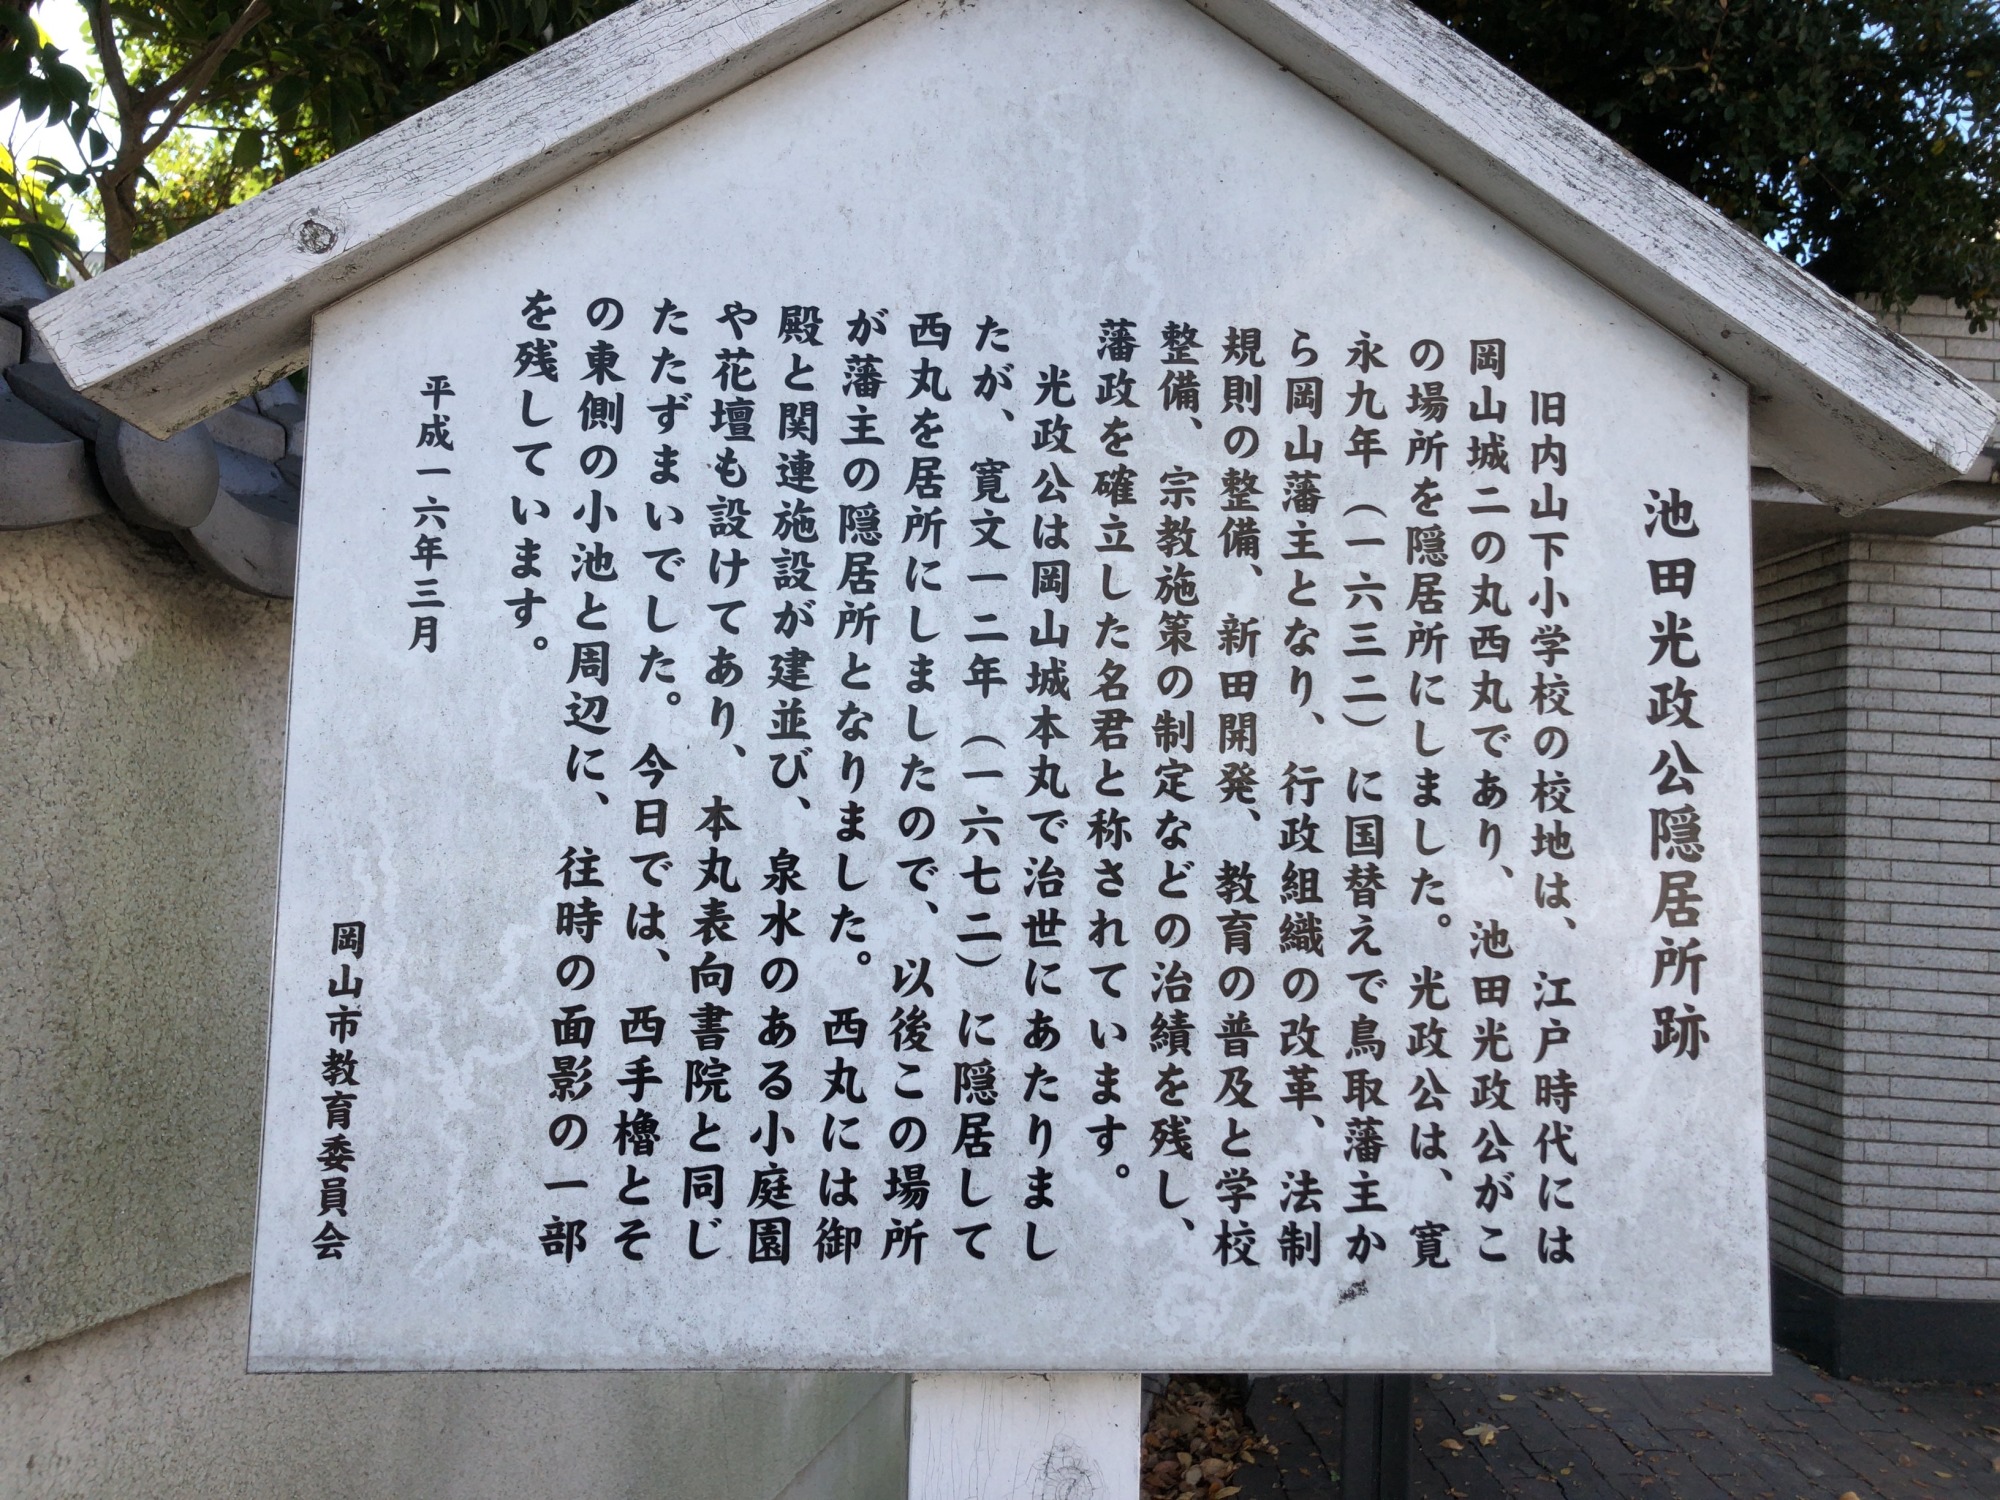 池田光政公隠居所跡
旧内山下小学校の校地は、江戸時代には
岡山城二の丸西丸であり、池田光政公がこ
の場所を隠居所にしました。光政公は、寛
永九年（一六三二）に国替えで鳥取藩主か
ら岡山藩主となり、行政組織の改革、法制
規則の整備、新田開発、教育の普及と学校
整備、宗教施策の制定などの治績を残し、
藩政を確立した名君と称されています。
光政公は岡山城本丸で治世にあたりまし
たが、寛文一二年（一六七二）に隠居して
西丸を居所にしましたので、以後この場所
が藩主の隠居所となりました。西丸には御
殿と関連施設が建並び、泉水のある小庭園
や花壇も設けてあり、本丸表向書院と同じ
たたずまいでした。今日では、西手櫓とそ
の東側の小池と周辺に、往時の面影の一部
を残しています。
平成一六年三月
岡山市教育委員会